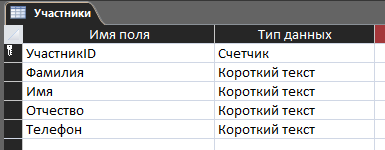 Участники
Имя поля Тип данных
УчастникID Счетчик
Фамилия Короткий текст
Имя Короткий текст
Отчество Короткий текст
Телефон Короткий текст